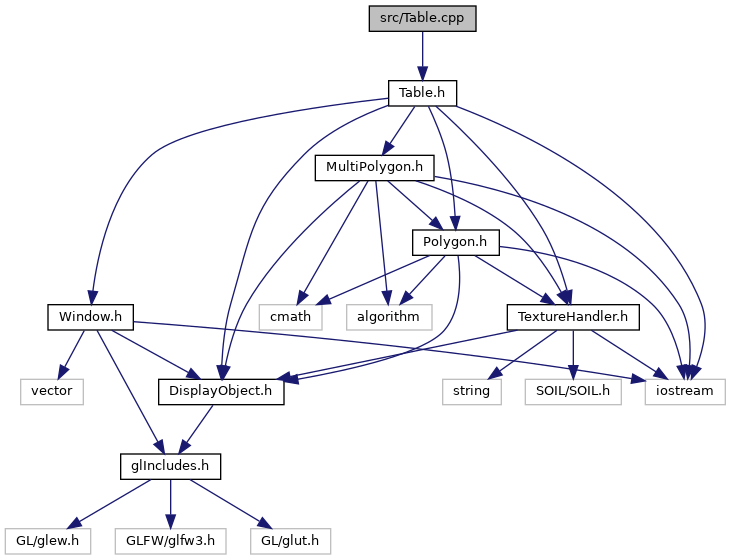 src/Table.cpp
Table.h
MultiPolygon.h
Polygon.h
Window.h
cmath
algorithm
TextureHandler.h
vector
DisplayObject.h
string
SOIL/SOIL.h
iostream
glIncludes.h
GL/glew.h
GLFW/glfw3.h
GL/glut.h